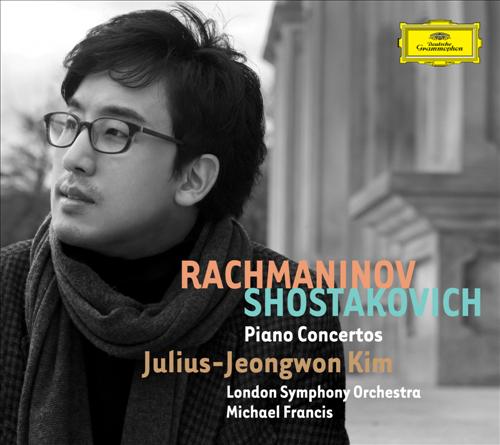 Deutsche
Grammophon
RACHMANINOV
SHOSTAKOVICH
Piano Concertos
Julius-Jeongwon Kim
London Symphony Orchestra
Michael Francis